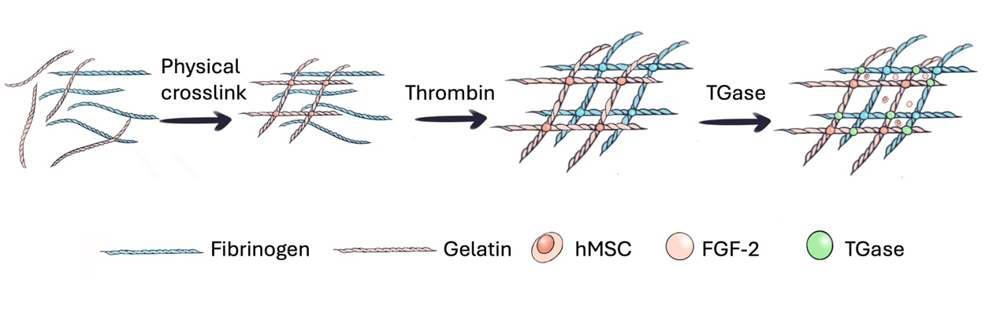 Physical
crosslink
Thrombin
TGase
Fibrinogen
Gelatin
hMSC
FGF-2
TGase